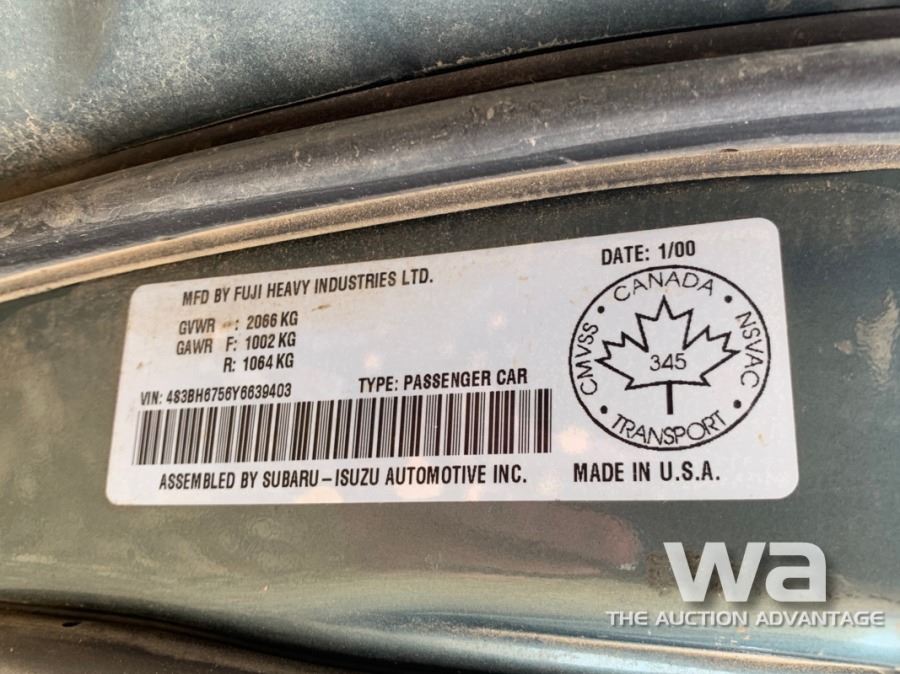 MFD BY FUJI HEAVY INDUSTRIES LTD.
GVWR : 2066 KG
GAWR F: 1002 KG
R: 1064 KG
VIN: 4S3BH6756Y6639403
TYPE: PASSENGER CAR
ASSEMBLED BY SUBARU-ISUZU AUTOMOTIVE INC.
DATE: 1/00
CANADA
CMVSS
NSVAC
345
TRANSPORT
MADE IN U.S.A.
wa
THE AUCTION ADVANTAGE